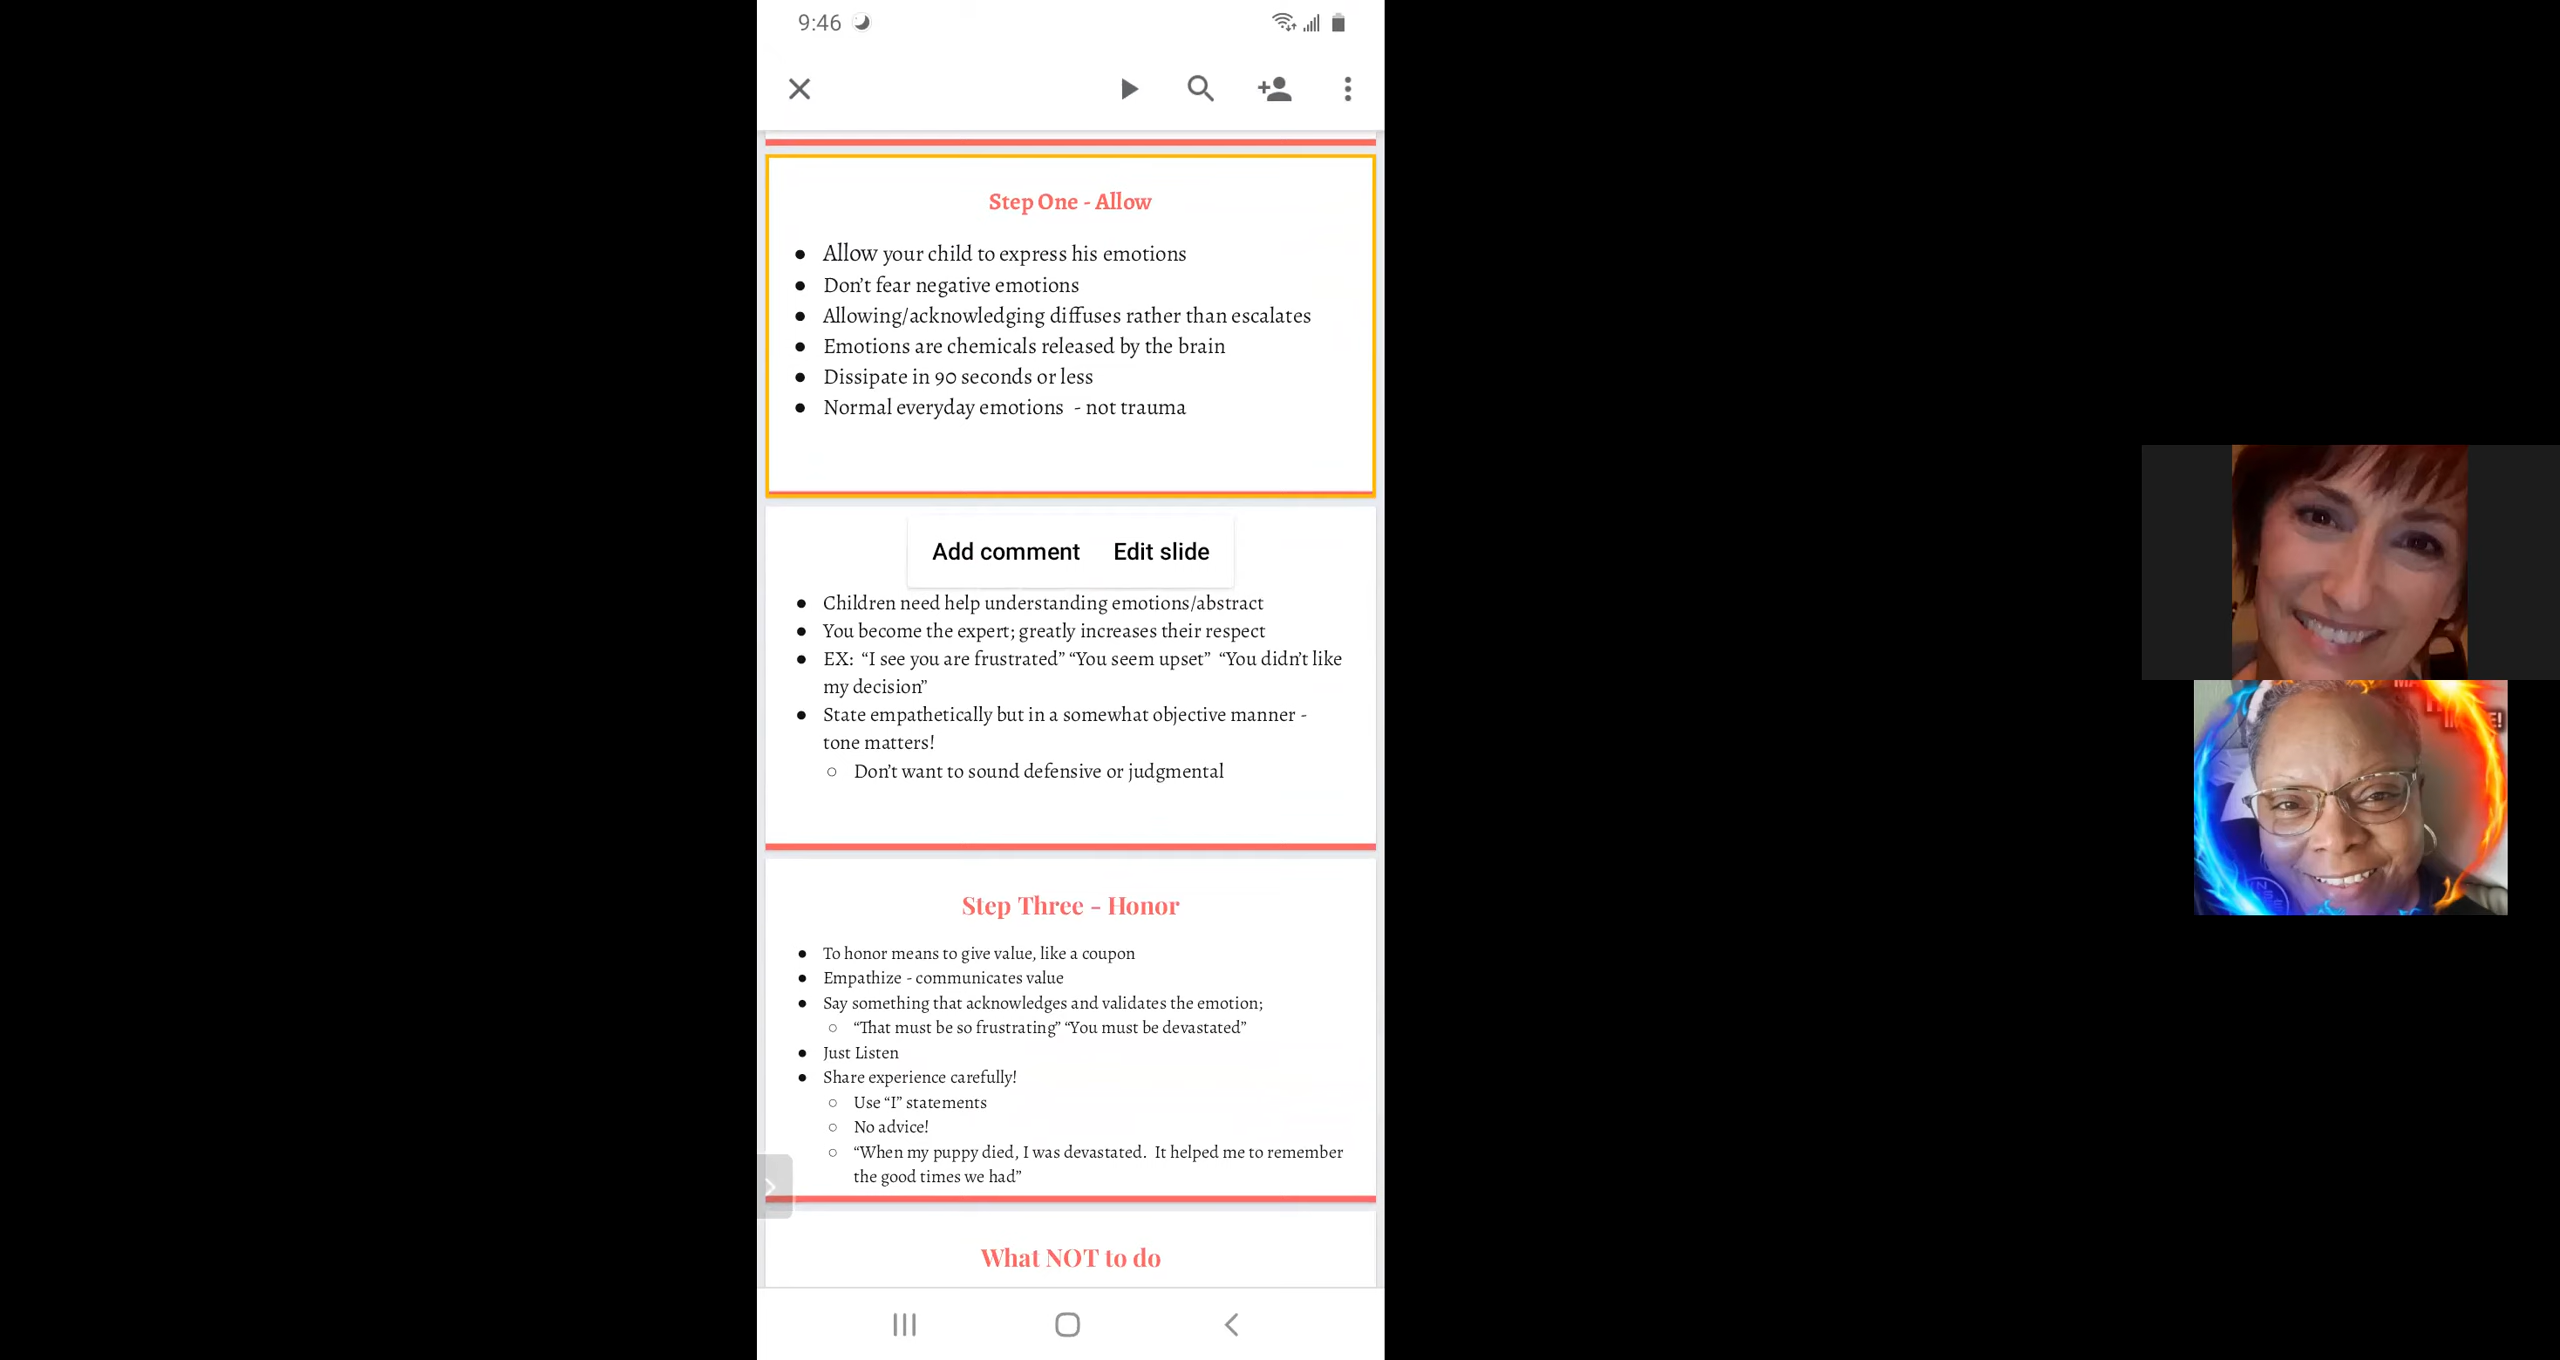 9:46
Step One - Allow
● Allow your child to express his emotions
● Don't fear negative emotions
● Allowing/acknowledging diffuses rather than escalates
● Emotions are chemicals released by the brain
● Dissipate in 90 seconds or less
● Normal everyday emotions - not trauma
Add comment Edit slide
● Children need help understanding emotions/abstract
● You become the expert; greatly increases their respect
● EX: “I see you are frustrated” “You seem upset” “You didn't like
my decision”
● State empathetically but in a somewhat objective manner -
tone matters!
○ Don't want to sound defensive or judgmental
Step Three - Honor
● To honor means to give value, like a coupon
● Empathize - communicates value
● Say something that acknowledges and validates the emotion;
○ “That must be so frustrating” “You must be devastated”
● Just Listen
● Share experience carefully!
○ Use “I” statements
○ No advice!
○ “When my puppy died, I was devastated. It helped me to remember
the good times we had”
What NOT to do